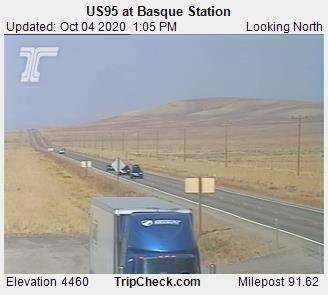 US95 at Basque Station
Updated: Oct 04 2020 1:05 PM Looking North
Elevation 4460 TripCheck.com Milepost 91.62